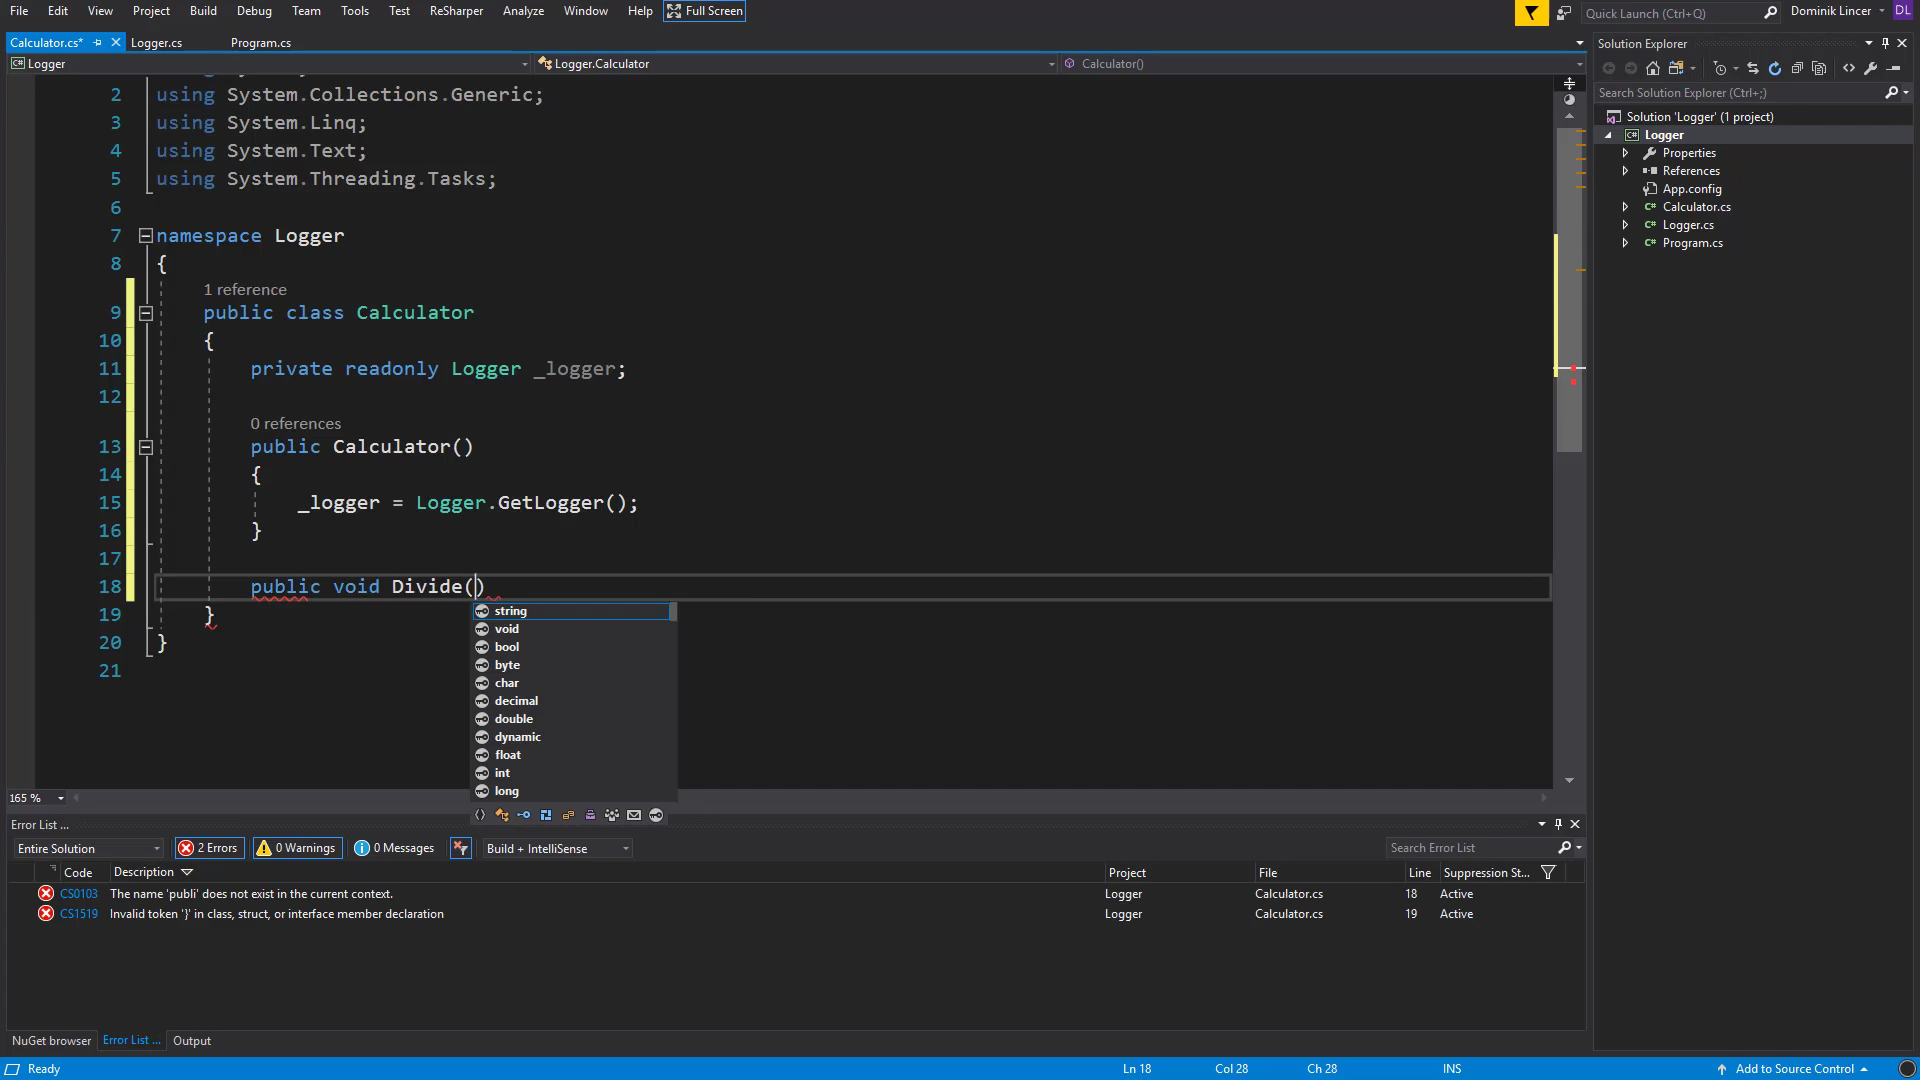 File Edit View Project Build Debug Team Tools Test ReSharper Analyze Window Help Full Screen Quick Launch (Ctrl+Q) Dominik Lincer DL
Calculator.cs* Logger.cs Program.cs
Logger Logger.Calculator Calculator()
2 using System.Collections.Generic;
3 using System.Linq;
4 using System.Text;
5 using System.Threading.Tasks;
6
7 namespace Logger
8 {
1 reference
9 public class Calculator
10 {
11 private readonly Logger _logger;
12
0 references
13 public Calculator()
14 {
15 _logger = Logger.GetLogger();
16 }
17
18 public void Divide()
19 }
20 }
21
string
void
bool
byte
char
decimal
double
dynamic
float
int
long
165 %
Solution Explorer
Search Solution Explorer (Ctrl+;)
Solution 'Logger' (1 project)
Logger
Properties
References
App.config
Calculator.cs
Logger.cs
Program.cs
Error List ...
Entire Solution 2 Errors 0 Warnings 0 Messages Build + IntelliSense Search Error List
Code Description Project File Line Suppression St...
CS0103 The name 'publi' does not exist in the current context. Logger Calculator.cs 18 Active
CS1519 Invalid token '}' in class, struct, or interface member declaration Logger Calculator.cs 19 Active
NuGet browser Error List ... Output
Ready Ln 18 Col 28 Ch 28 INS Add to Source Control